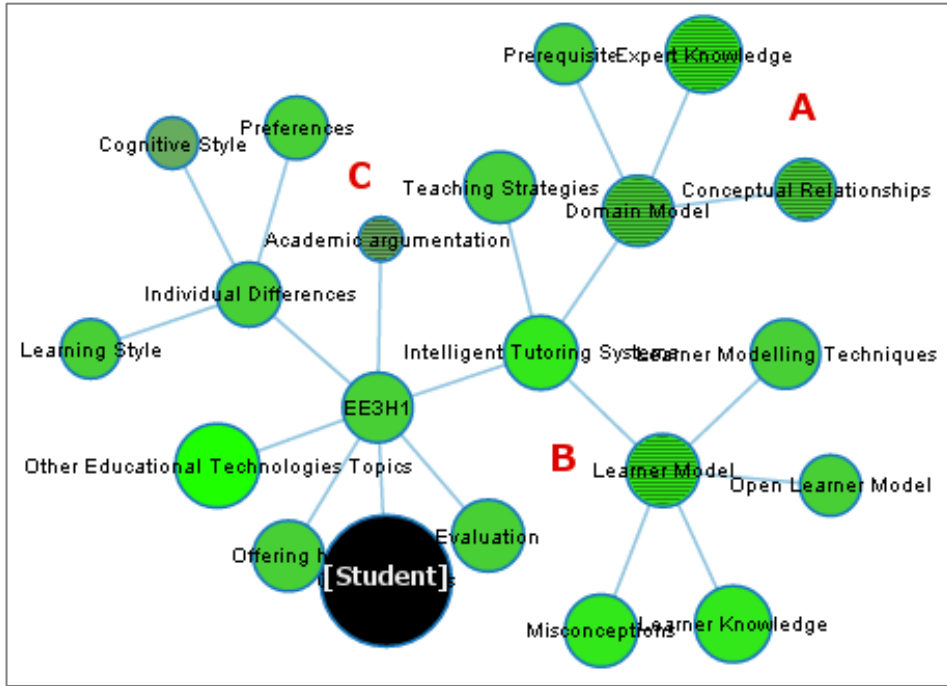 Prerequisite
Expert Knowledge
A
Cognitive Style
Preferences
C
Teaching Strategies
Conceptual Relationships
Domain Model
Academic argumentation
Individual Differences
Learning Style
Intelligent Tutoring Systems
Learner Modelling Techniques
EE3H1
B
Other Educational Technologies Topics
Learner Model
Open Learner Model
Offering
Evaluation
[Student]
Misconceptions
Learner Knowledge